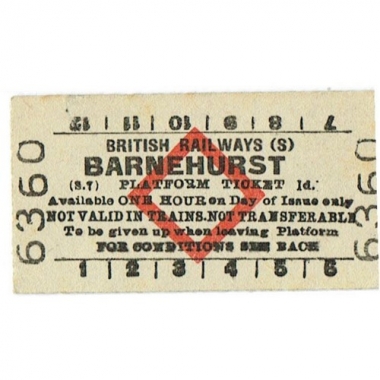 12 | 11 | 10 | 9 | 8 | 7
BRITISH RAILWAYS (S)
BARNEHURST
(S.7) PLATFORM TICKET 1d.
Available ONE HOUR on Day of Issue only
NOT VALID IN TRAINS. NOT TRANSFERABLE
To be given up when leaving Platform
FOR CONDITIONS SEE BACK
1 | 2 | 3 | 4 | 5 | 6
6360
6360